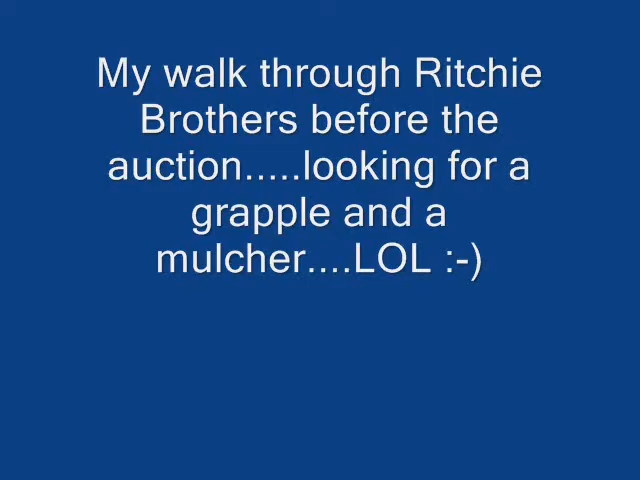 My walk through Ritchie
Brothers before the
auction.....looking for a
grapple and a
mulcher....LOL :-)